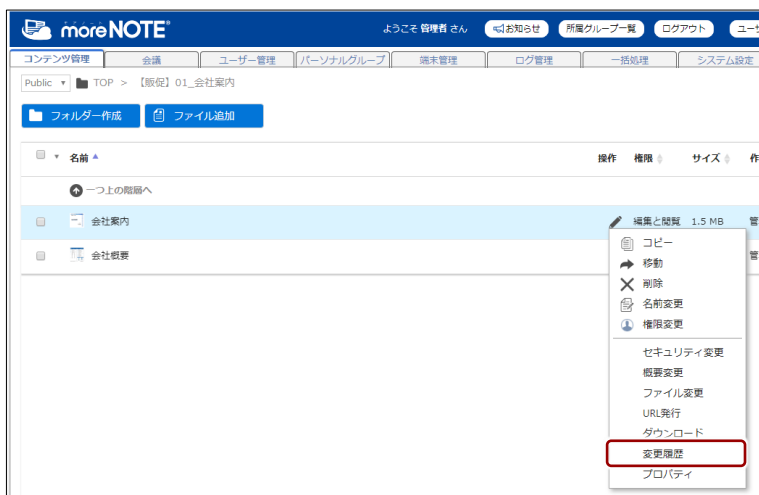 moreNOTE® ようこそ 管理者 さん お知らせ 所属グループ一覧 ログアウト ユーザ
コンテンツ管理 会議 ユーザー管理 パーソナルグループ 端末管理 ログ管理 一括処理 システム設定
Public TOP > 【販促】01_会社案内
フォルダー作成 ファイル追加
名前 操作 権限 サイズ 作
一つ上の階層へ
会社案内 編集と閲覧 1.5 MB 管
会社概要 管
コピー
移動
削除
名前変更
権限変更
セキュリティ変更
概要変更
ファイル変更
URL発行
ダウンロード
変更履歴
プロパティ